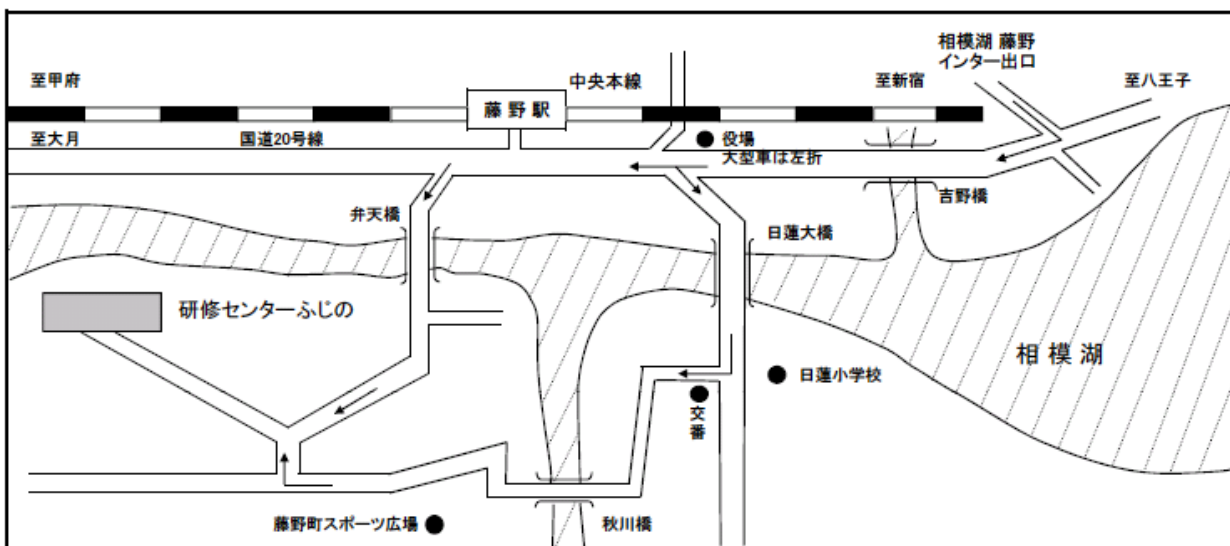 相模湖 藤野
インター出口
至甲府
中央本線
至新宿
至八王子
藤野駅
至大月
国道20号線
役場
大型車は左折
吉野橋
弁天橋
日蓮大橋
研修センターふじの
相模湖
日蓮小学校
交番
藤野町スポーツ広場
秋川橋